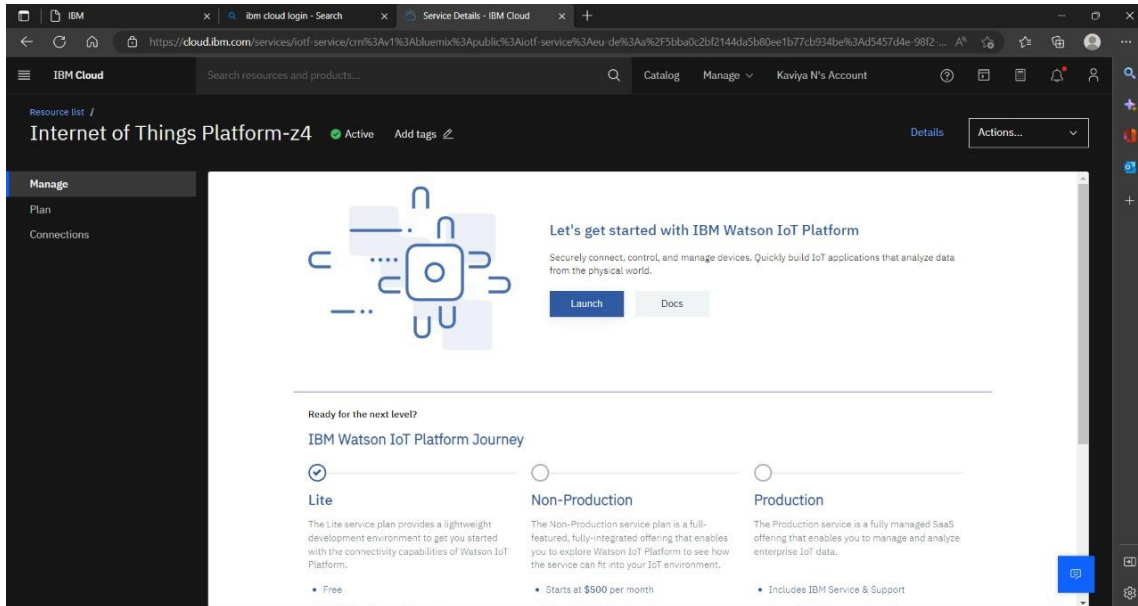 IBM
ibm cloud login - Search
Service Details - IBM Cloud
https://cloud.ibm.com/services/iotf-service/crn%3Av1%3Abluemix%3Apublic%3Aiotf-service%3Aeu-de%3Aa%2F5bba0c2bf2144da5b80ee1b77cb934be%3Ad5457d4e-98f2-...
IBM Cloud
Search resources and products...
Catalog
Manage
Kaviya N's Account
Resource list /
Internet of Things Platform-z4
Active
Add tags
Details
Actions...
Manage
Plan
Connections
Let's get started with IBM Watson IoT Platform
Securely connect, control, and manage devices. Quickly build IoT applications that analyze data
from the physical world.
Launch
Docs
Ready for the next level?
IBM Watson IoT Platform Journey
Lite
The Lite service plan provides a lightweight
development environment to get you started
with the connectivity capabilities of Watson IoT
Platform.
• Free
Non-Production
The Non-Production service plan is a full-
featured, fully-integrated offering that enables
you to explore Watson IoT Platform to see how
the service can fit into your IoT environment.
• Starts at $500 per month
Production
The Production service is a fully managed SaaS
offering that enables you to manage and analyze
enterprise IoT data.
• Includes IBM Service & Support